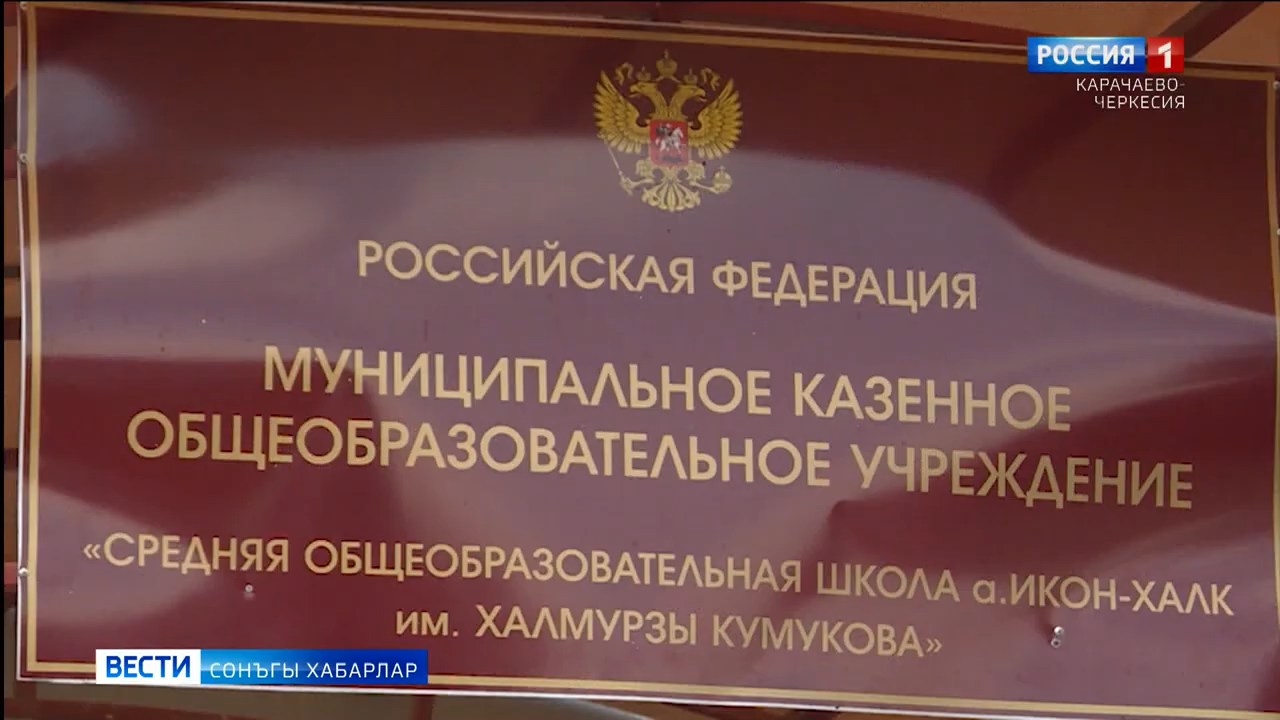 РОССИЯ 1
КАРАЧАЕВО-
ЧЕРКЕСИЯ
РОССИЙСКАЯ ФЕДЕРАЦИЯ
МУНИЦИПАЛЬНОЕ КАЗЕННОЕ
ОБЩЕОБРАЗОВАТЕЛЬНОЕ УЧРЕЖДЕНИЕ
«СРЕДНЯЯ ОБЩЕОБРАЗОВАТЕЛЬНАЯ ШКОЛА а.ИКОН-ХАЛК
им. ХАЛМУРЗЫ КУМУКОВА»
ВЕСТИ СОНЪГЫ ХАБАРЛАР